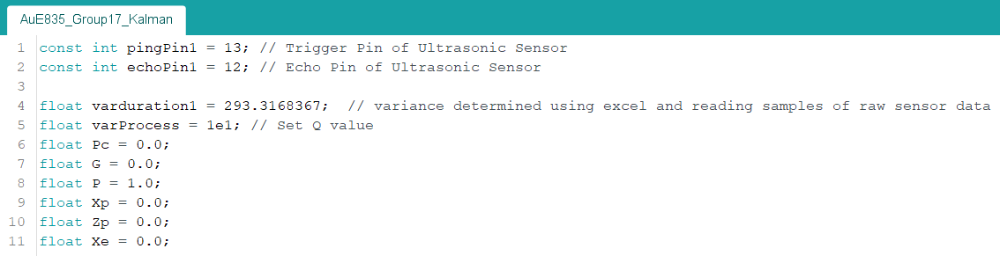 AuE835_Group17_Kalman
1 const int pingPin1 = 13; // Trigger Pin of Ultrasonic Sensor
2 const int echoPin1 = 12; // Echo Pin of Ultrasonic Sensor
3
4 float varduration1 = 293.3168367;  // variance determined using excel and reading samples of raw sensor data
5 float varProcess = 1e1; // Set Q value
6 float Pc = 0.0;
7 float G = 0.0;
8 float P = 1.0;
9 float Xp = 0.0;
10 float Zp = 0.0;
11 float Xe = 0.0;